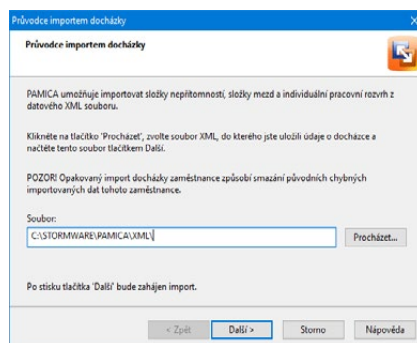 Průvodce importem docházky
Průvodce importem docházky
PAMICA umožňuje importovat složky nepřítomností, složky mezd a individuální pracovní rozvrh z
datového XML souboru.
Klikněte na tlačítko 'Procházet', zvolte soubor XML, do kterého jste uložili údaje o docházce a
načtěte tento soubor tlačítkem Další.
POZOR! Opakovaný import docházky zaměstnance způsobí smazání původních chybných
importovaných dat tohoto zaměstnance.
Soubor:
C:\STORMWARE\PAMICA\XML\
Procházet...
Po stisku tlačítka 'Další' bude zahájen import.
< Zpět
Další >
Storno
Nápověda